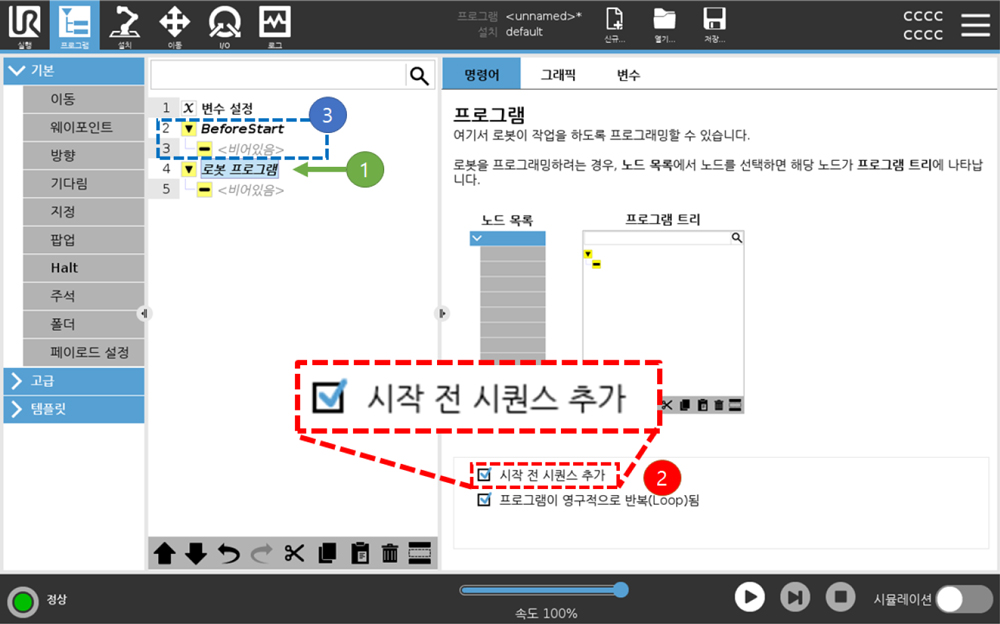 UR
실행
프로그램
설치
이동
I/O
로그
프로그램 <unnamed>*
설치 default
신규...
열기...
저장...
CCCC
CCCC
기본
이동
웨이포인트
방향
기다림
지정
팝업
Halt
주석
폴더
페이로드 설정
고급
템플릿
1 X 변수 설정
2 BeforeStart
3 <비어있음>
4 로봇 프로그램
5 <비어있음>
3
1
명령어 그래픽 변수
프로그램
여기서 로봇이 작업을 하도록 프로그래밍할 수 있습니다.
로봇을 프로그래밍하려는 경우, 노드 목록에서 노드를 선택하면 해당 노드가 프로그램 트리에 나타납
니다.
노드 목록 프로그램 트리
시작 전 시퀀스 추가
시작 전 시퀀스 추가
2
프로그램이 영구적으로 반복(Loop)됨
정상
속도 100%
시뮬레이션